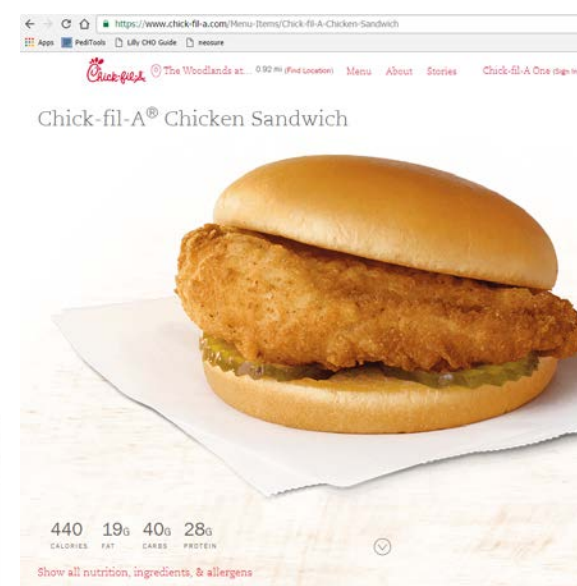 https://www.chick-fil-a.com/Menu-Items/Chick-fil-A-Chicken-Sandwich
Apps PediTools Lilly CHO Guide neosure
Chick-fil-A The Woodlands at... 0.92 mi (Find Location) Menu About Stories Chick-fil-A One (Sign In
Chick-fil-A® Chicken Sandwich
440 19G 40G 28G
CALORIES FAT CARBS PROTEIN
Show all nutrition, ingredients, & allergens